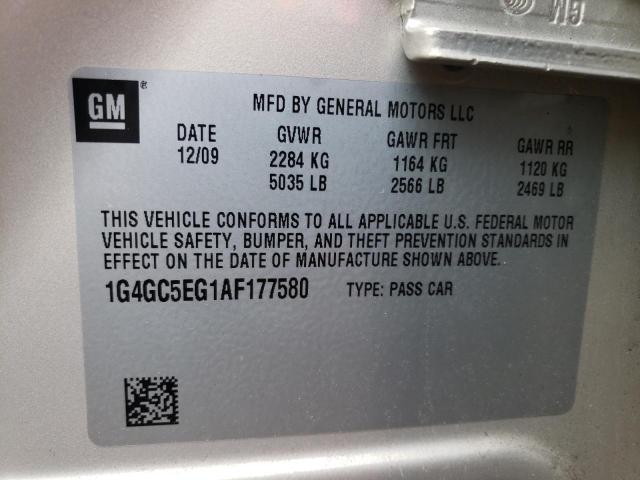 GM
GM ®
MFD BY GENERAL MOTORS LLC
DATE GVWR GAWR FRT GAWR RR
12/09 2284 KG 1164 KG 1120 KG
5035 LB 2566 LB 2469 LB
THIS VEHICLE CONFORMS TO ALL APPLICABLE U.S. FEDERAL MOTOR
VEHICLE SAFETY, BUMPER, AND THEFT PREVENTION STANDARDS IN
EFFECT ON THE DATE OF MANUFACTURE SHOWN ABOVE.
1G4GC5EG1AF177580 TYPE: PASS CAR